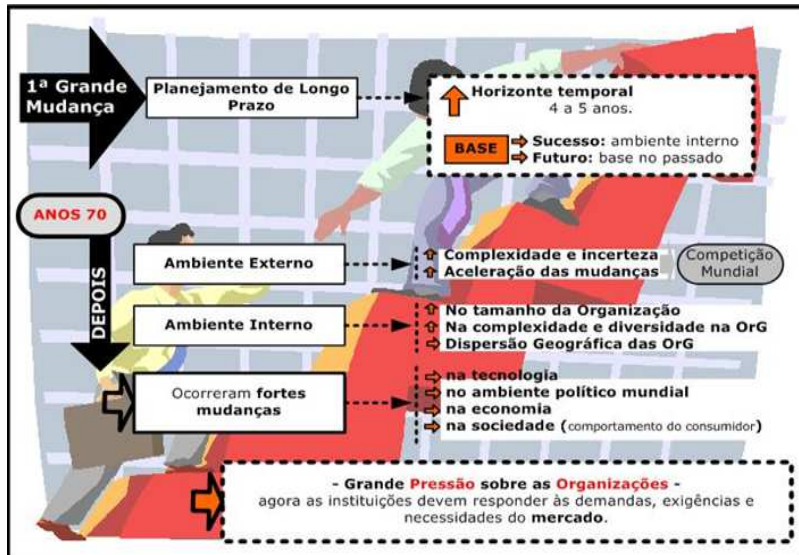 1ª Grande
Mudança
Planejamento de Longo
Prazo
Horizonte temporal
4 a 5 anos.
BASE
Sucesso: ambiente interno
Futuro: base no passado
ANOS 70
DEPOIS
Ambiente Externo
Complexidade e incerteza
Aceleração das mudanças
Competição
Mundial
Ambiente Interno
No tamanho da Organização
Na complexidade e diversidade na OrG
Dispersão Geográfica das OrG
Ocorreram fortes
mudanças
na tecnologia
no ambiente político mundial
na economia
na sociedade (comportamento do consumidor)
- Grande Pressão sobre as Organizações -
agora as instituições devem responder às demandas, exigências e
necessidades do mercado.